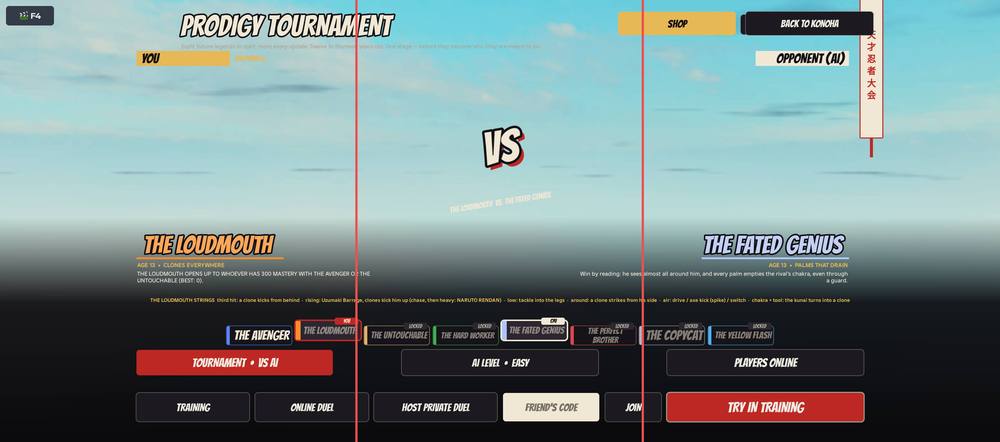 F4
PRODIGY TOURNAMENT
SHOP
BACK TO KONOHA
YOU
OPPONENT (AI)
天才忍者大会
VS
THE LOUDMOUTH VS THE FATED GENIUS
THE LOUDMOUTH
THE FATED GENIUS
AGE 13 • CLONES EVERYWHERE
AGE 13 • PALMS THAT DRAIN
THE LOUDMOUTH OPENS UP TO WHOEVER HAS 300 MASTERY WITH THE AVENGER ON THE
UNTOUCHABLE (BEST: 0).
Win by reading: he sees almost all around him, and every palm empties the rival's chakra, even through
a guard.
THE LOUDMOUTH STRINGS third hit: a clone kicks from behind · rising: Uzumaki Barrage, clones kick him up (chase, then heavy: NARUTO RENDAN) · low: tackle into the legs · around: a clone strikes from his side · air: drive / axe kick (spike) / switch · chakra + tool: the kunai turns into a clone
THE AVENGER
YOU
THE LOUDMOUTH
LOCKED
THE UNTOUCHABLE
LOCKED
THE HARD WORKER
CPU
THE FATED GENIUS
LOCKED
THE PERFECT
BROTHER
LOCKED
THE COPYCAT
LOCKED
THE YELLOW FLASH
TOURNAMENT • VS AI
AI LEVEL • EASY
PLAYERS ONLINE
TRAINING
ONLINE DUEL
HOST PRIVATE DUEL
FRIEND'S CODE
JOIN
TRY IN TRAINING